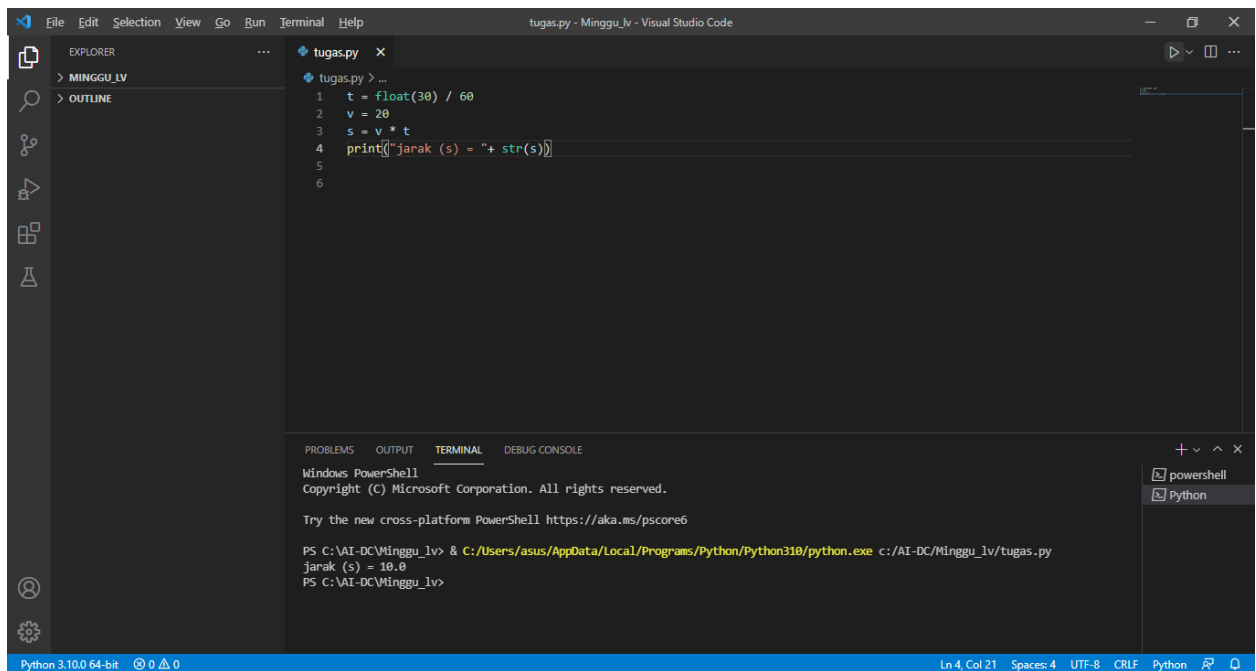 File Edit Selection View Go Run Terminal Help
tugas.py - Minggu_lv - Visual Studio Code
EXPLORER
MINGGU_LV
OUTLINE
tugas.py
tugas.py > ...
1 t = float(30) / 60
2 v = 20
3 s = v * t
4 print("jarak (s) = "+ str(s))
5
6
PROBLEMS OUTPUT TERMINAL DEBUG CONSOLE
Windows PowerShell
Copyright (C) Microsoft Corporation. All rights reserved.
Try the new cross-platform PowerShell https://aka.ms/pscore6
PS C:\AI-DC\Minggu_lv> & C:/Users/asus/AppData/Local/Programs/Python/Python310/python.exe c:/AI-DC/Minggu_lv/tugas.py
jarak (s) = 10.0
PS C:\AI-DC\Minggu_lv>
powershell
Python
Python 3.10.0 64-bit 0 0
Ln 4, Col 21 Spaces: 4 UTF-8 CRLF Python